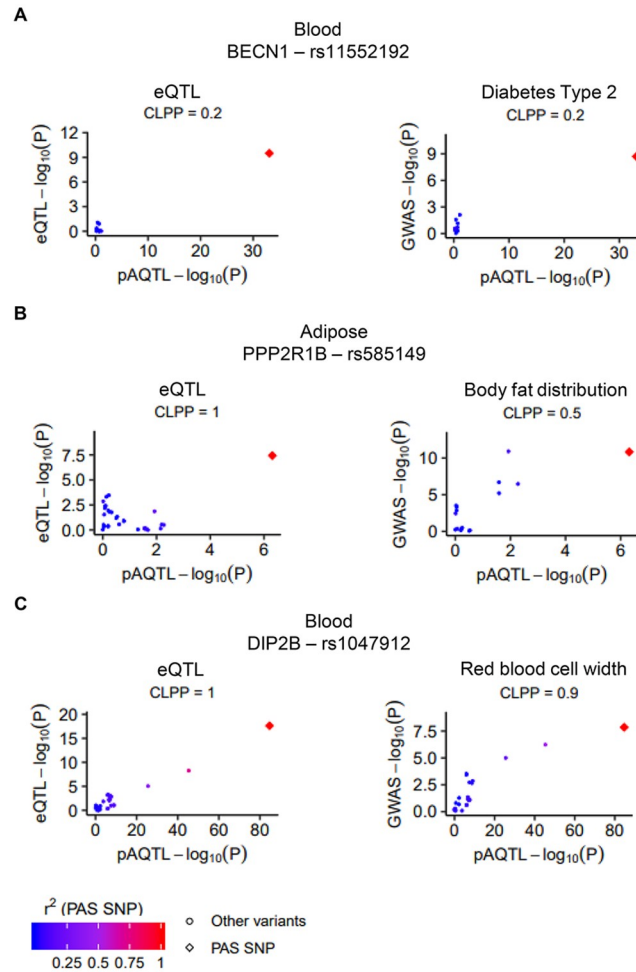 A
Blood
BECN1 – rs11552192
eQTL
CLPP = 0.2
eQTL – log10(P)
12
9
6
3
0
0 10 20 30
pAQTL – log10(P)
Diabetes Type 2
CLPP = 0.2
GWAS – log10(P)
9
6
3
0
0 10 20 30
pAQTL – log10(P)
B
Adipose
PPP2R1B – rs585149
eQTL
CLPP = 1
eQTL – log10(P)
7.5
5.0
2.5
0.0
0 2 4 6
pAQTL – log10(P)
Body fat distribution
CLPP = 0.5
GWAS – log10(P)
10
5
0
0 2 4 6
pAQTL – log10(P)
C
Blood
DIP2B – rs1047912
eQTL
CLPP = 1
eQTL – log10(P)
20
15
10
5
0
0 20 40 60 80
pAQTL – log10(P)
Red blood cell width
CLPP = 0.9
GWAS – log10(P)
7.5
5.0
2.5
0.0
0 20 40 60 80
pAQTL – log10(P)
r2 (PAS SNP)
0.25 0.5 0.75 1
Other variants
PAS SNP